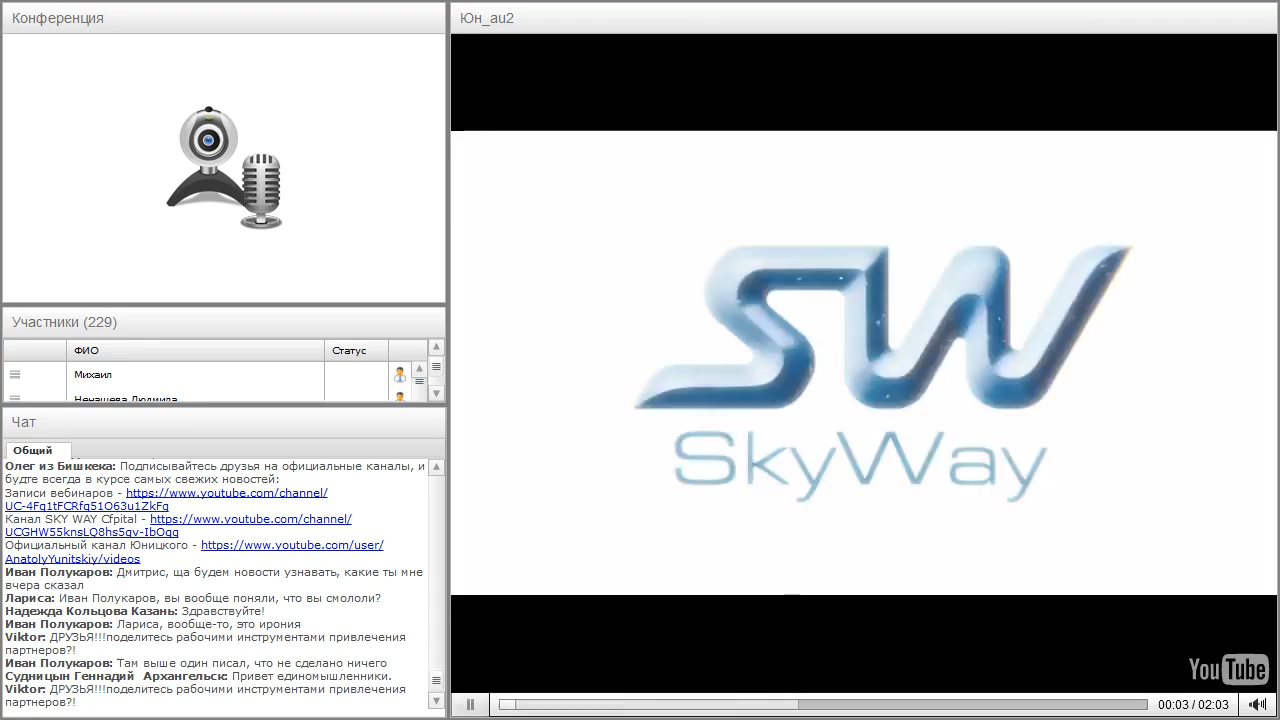 Конференция
Юн_au2
SW
SkyWay
Участники (229)
ФИО
Статус
Михаил
Ненашева Людмила
Чат
Общий
Олег из Бишкека: Подписывайтесь друзья на официальные каналы, и
будте всегда в курсе самых свежих новостей:
Записи вебинаров - https://www.youtube.com/channel/
UC-4Fq1tFCRfg51O63u1ZkFg
Канал SKY WAY Cfpital - https://www.youtube.com/channel/
UCGHW55knsLQ8hs5gv-IbOqg
Официальный канал Юницкого - https://www.youtube.com/user/
AnatolyYunitskiy/videos
Иван Полукаров: Дмитрис, ща будем новости узнавать, какие ты мне
вчера сказал
Лариса: Иван Полукаров, вы вообще поняли, что вы смололи?
Надежда Кольцова Казань: Здравствуйте!
Иван Полукаров: Лариса, вообще-то, это ирония
Viktor: ДРУЗЬЯ!!!поделитесь рабочими инструментами привлечения
партнеров?!
Иван Полукаров: Там выше один писал, что не сделано ничего
Судницын Геннадий Архангельск: Привет единомышленники.
Viktor: ДРУЗЬЯ!!!поделитесь рабочими инструментами привлечения
партнеров?!
YouTube
00:03 / 02:03